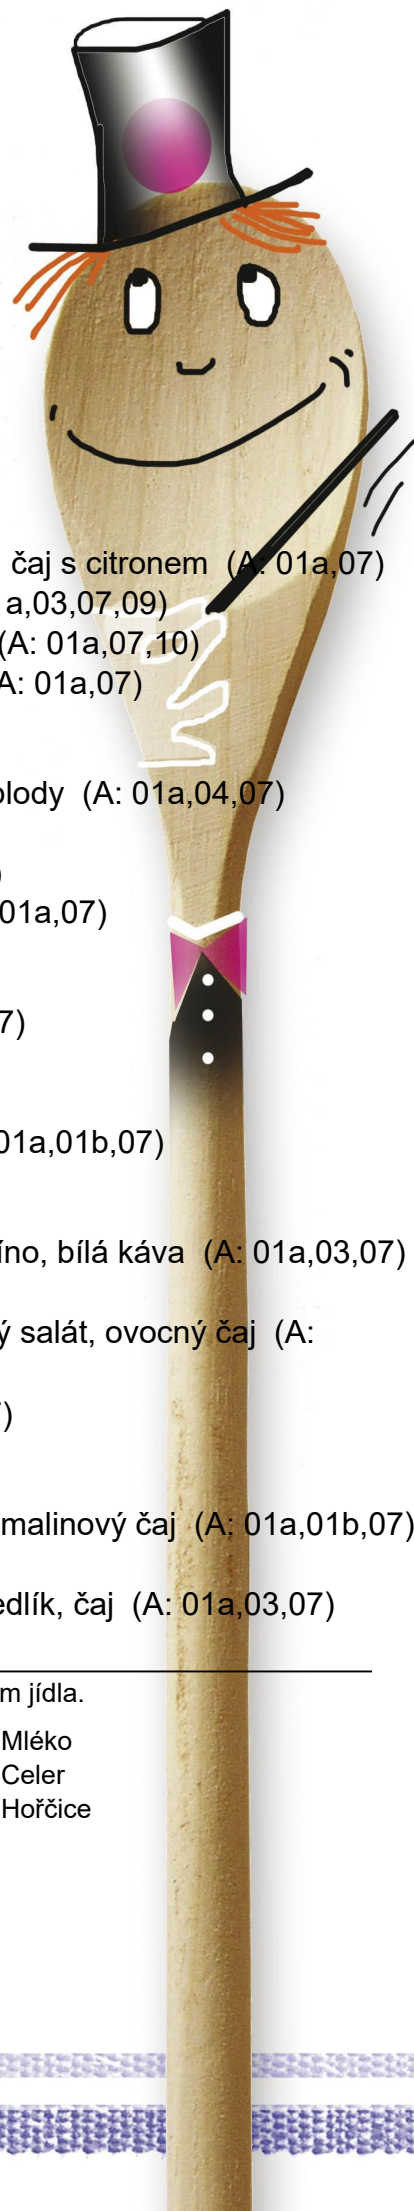 čaj s citronem (A: 01a,07)
a,03,07,09)
(A: 01a,07,10)
A: 01a,07)
plody (A: 01a,04,07)
)
01a,07)
7)
01a,01b,07)
íno, bílá káva (A: 01a,03,07)
ý salát, ovocný čaj (A:
)
malinový čaj (A: 01a,01b,07)
edlík, čaj (A: 01a,03,07)
m jídla.
Mléko
Celer
Hořčice